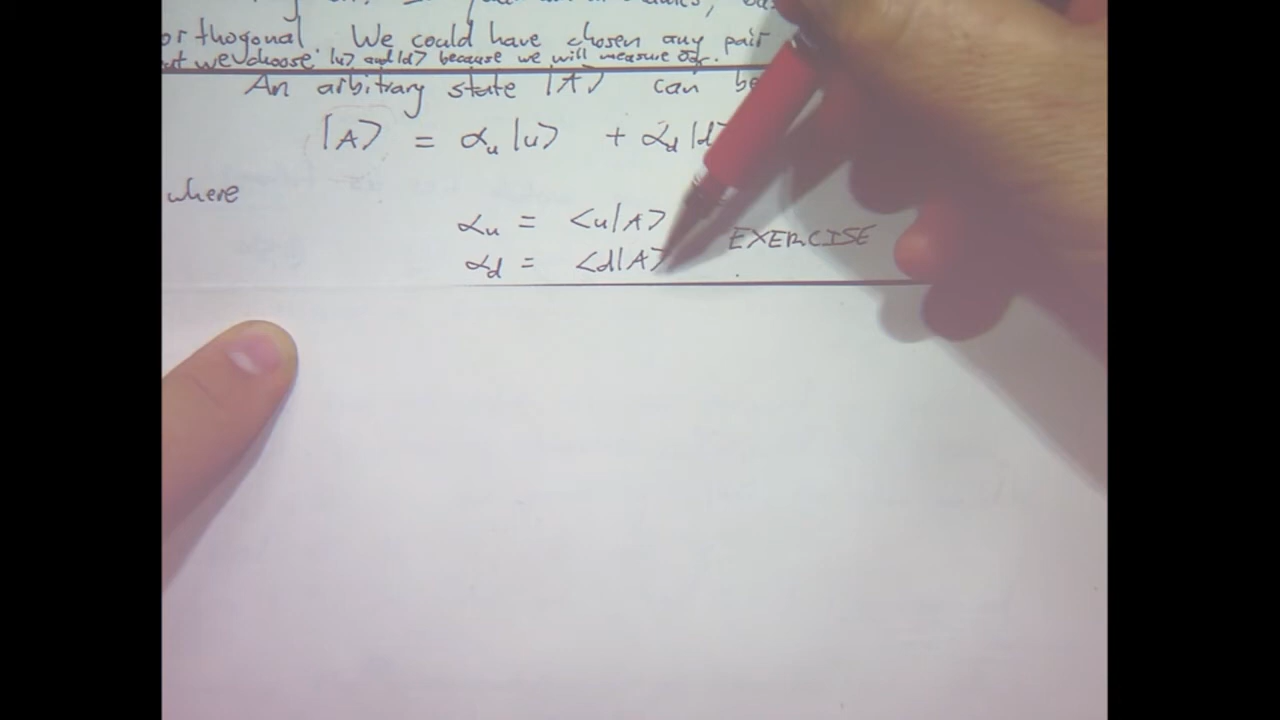 orthogonal. We could have chosen any pair
but we choose |u> and |d> because we will measure σz.
An arbitrary state |A> can be
|A> = αu |u> + αd |d>
where
αu = <u|A>
αd = <d|A>
EXERCISE